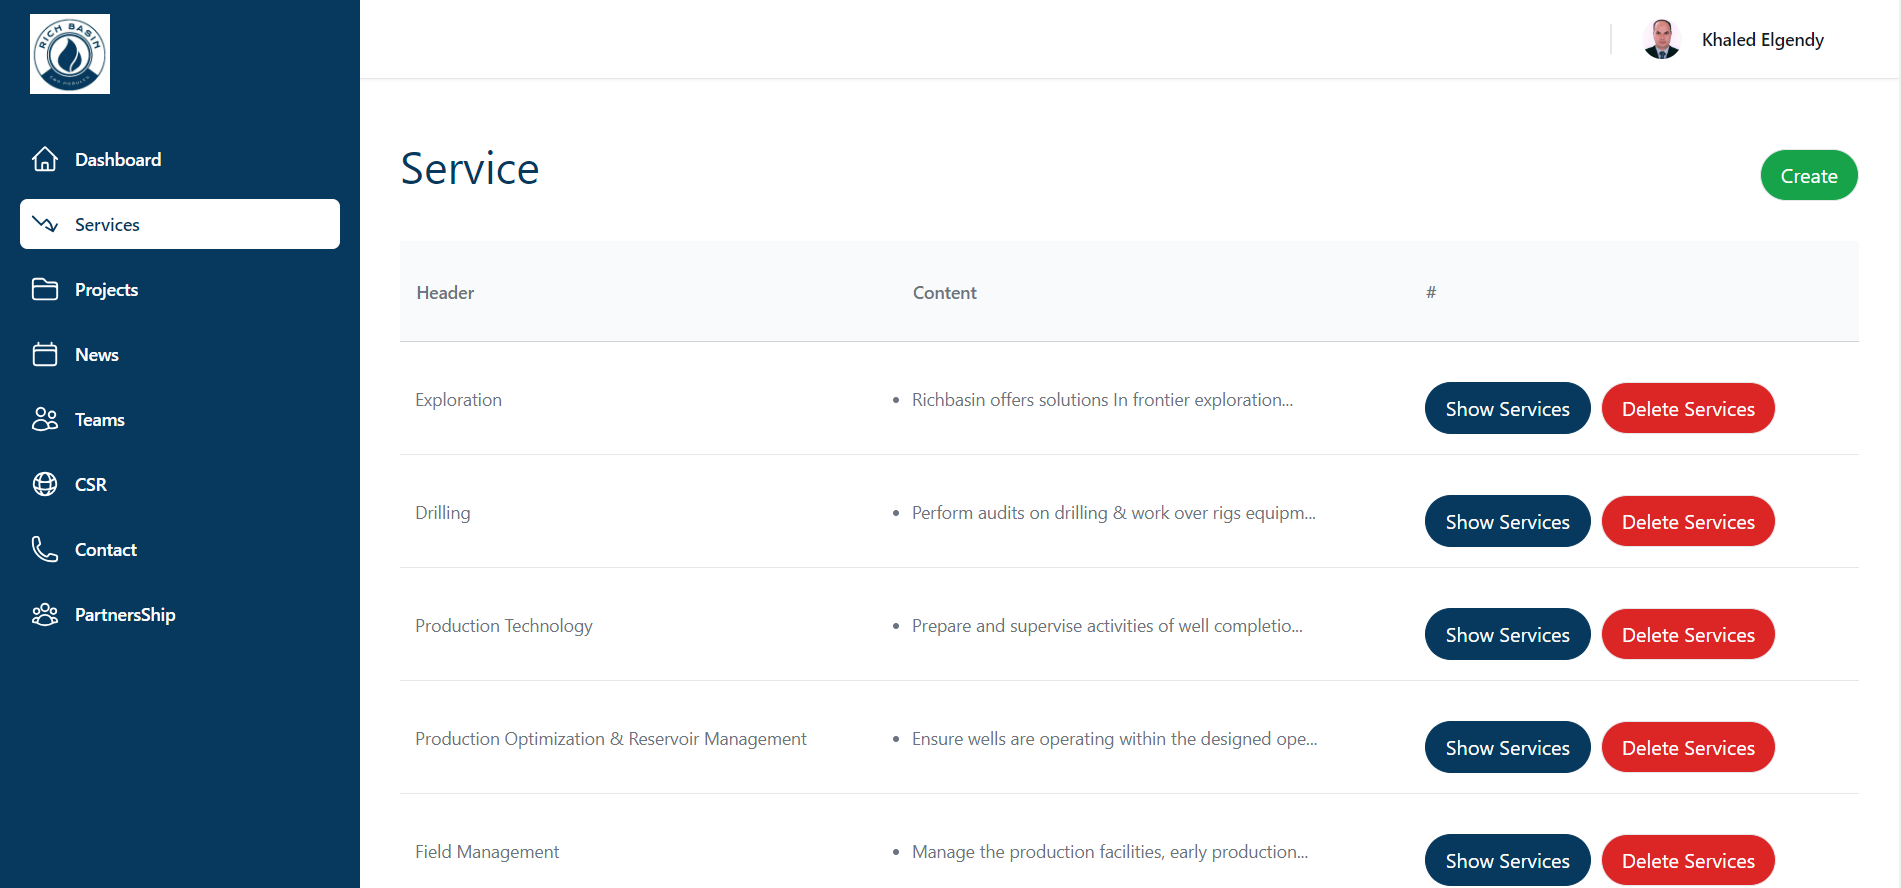 RICH BASIN
Khaled Elgendy
Dashboard
Services
Projects
News
Teams
CSR
Contact
PartnersShip
Service
Create
Header Content #
Exploration • Richbasin offers solutions In frontier exploration... Show Services Delete Services
Drilling • Perform audits on drilling & work over rigs equipm... Show Services Delete Services
Production Technology • Prepare and supervise activities of well completio... Show Services Delete Services
Production Optimization & Reservoir Management • Ensure wells are operating within the designed ope... Show Services Delete Services
Field Management • Manage the production facilities, early production... Show Services Delete Services